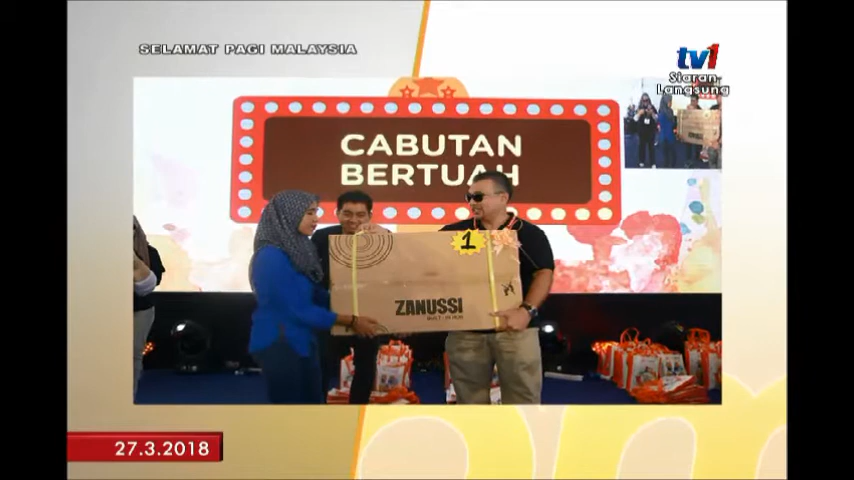 SELAMAT PAGI MALAYSIA
tv1
Siaran
Langsung
CABUTAN
BERTUAH
1
ZANUSSI
27.3.2018